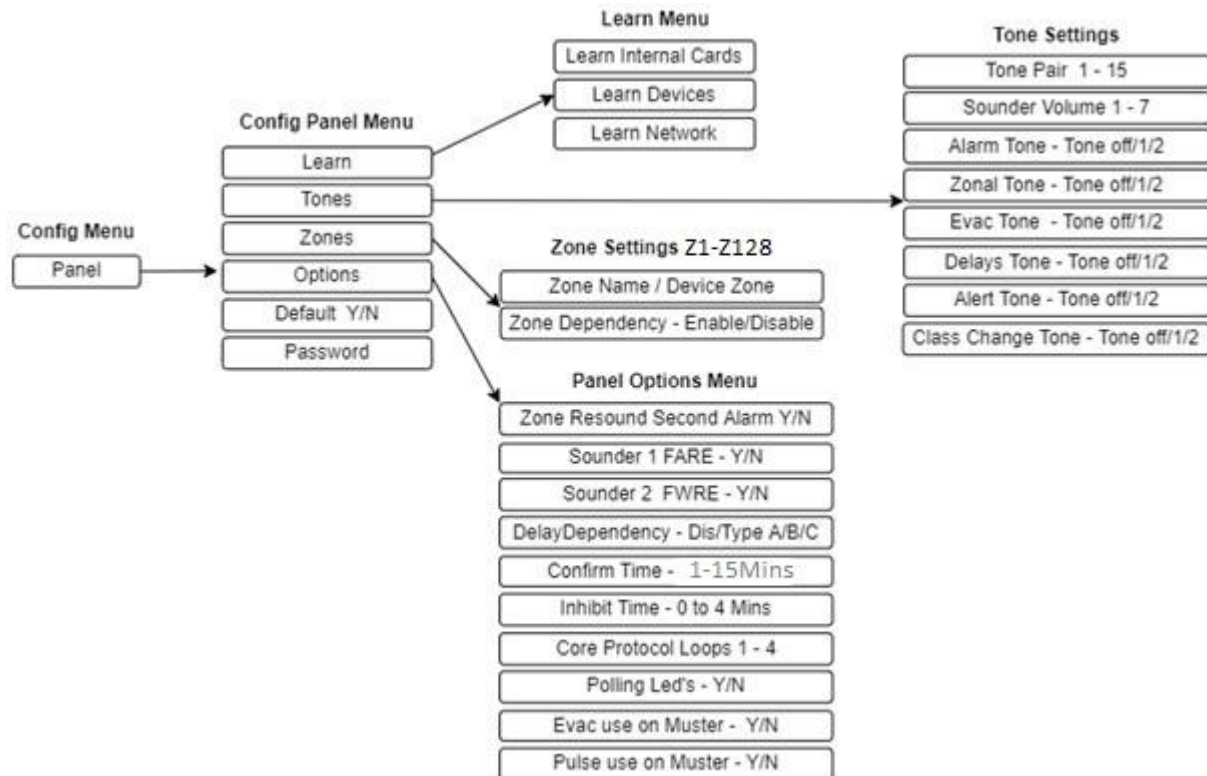 Config Menu
Panel
Config Panel Menu
Learn
Tones
Zones
Options
Default Y/N
Password
Learn Menu
Learn Internal Cards
Learn Devices
Learn Network
Zone Settings Z1-Z128
Zone Name / Device Zone
Zone Dependency - Enable/Disable
Panel Options Menu
Zone Resound Second Alarm Y/N
Sounder 1 FARE - Y/N
Sounder 2 FWRE - Y/N
DelayDependency - Dis/Type A/B/C
Confirm Time - 1-15Mins
Inhibit Time - 0 to 4 Mins
Core Protocol Loops 1 - 4
Polling Led's - Y/N
Evac use on Muster - Y/N
Pulse use on Muster - Y/N
Tone Settings
Tone Pair 1 - 15
Sounder Volume 1 - 7
Alarm Tone - Tone off/1/2
Zonal Tone - Tone off/1/2
Evac Tone - Tone off/1/2
Delays Tone - Tone off/1/2
Alert Tone - Tone off/1/2
Class Change Tone - Tone off/1/2